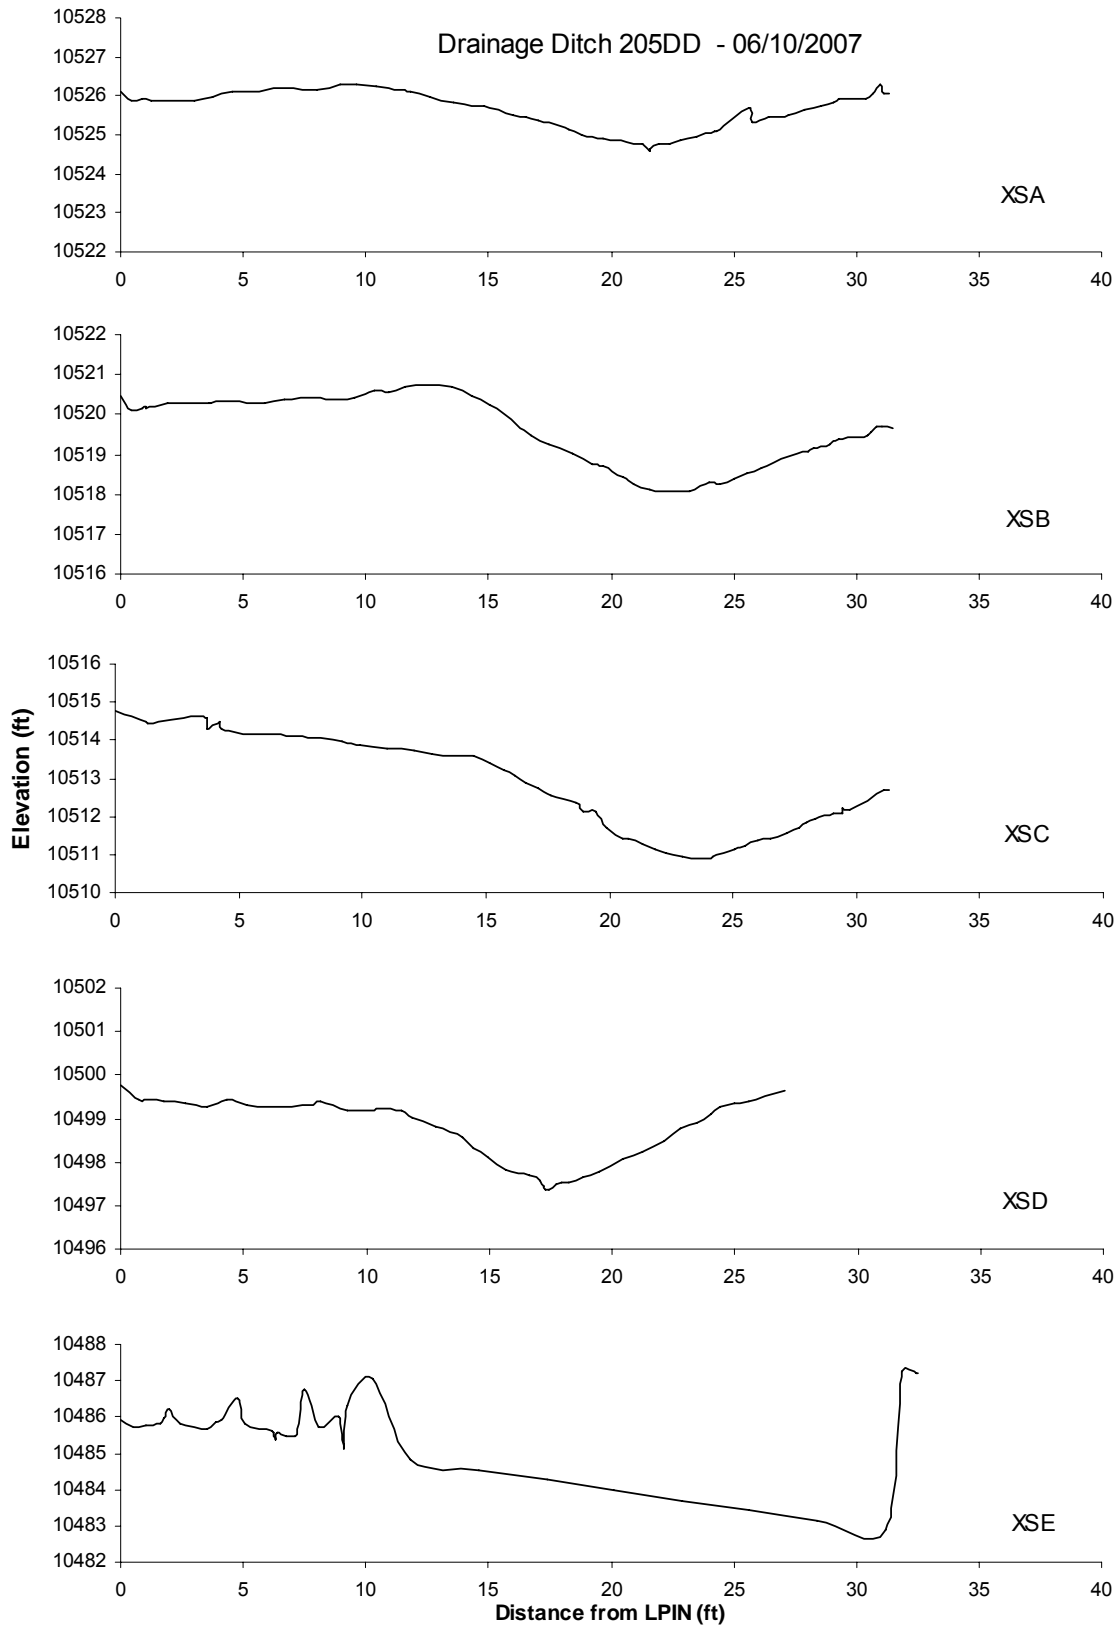 Drainage Ditch 205DD - 06/10/2007
10528
10527
10526
10525
10524
10523
10522
XSA
0 5 10 15 20 25 30 35 40
10522
10521
10520
10519
10518
10517
10516
XSB
0 5 10 15 20 25 30 35 40
Elevation (ft)
10516
10515
10514
10513
10512
10511
10510
XSC
0 5 10 15 20 25 30 35 40
10502
10501
10500
10499
10498
10497
10496
XSD
0 5 10 15 20 25 30 35 40
10488
10487
10486
10485
10484
10483
10482
XSE
0 5 10 15 20 25 30 35 40
Distance from LPIN (ft)